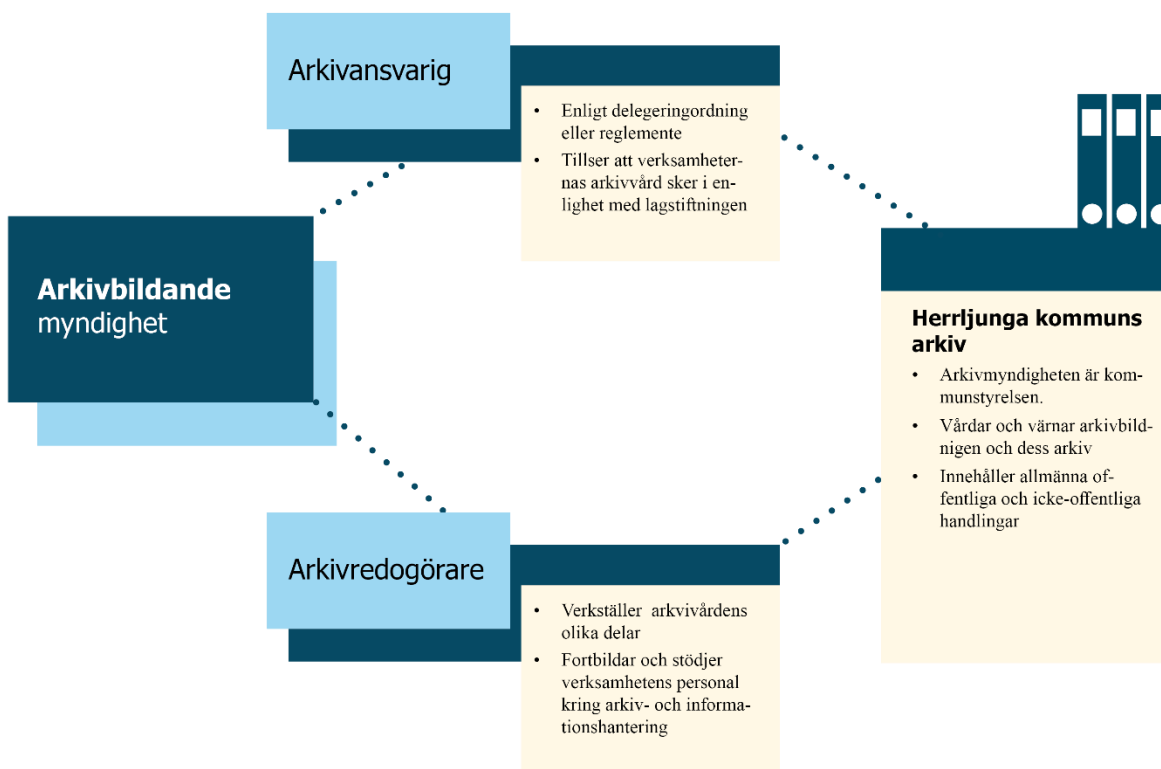 Arkivansvarig
• Enligt delegeringordning
eller reglemente
• Tillser att verksamheter-
nas arkivvård sker i en-
lighet med lagstiftningen
Arkivbildande
myndighet
Herrljunga kommuns
arkiv
• Arkivmyndigheten är kom-
munstyrelsen.
• Vårdar och värnar arkivbild-
nigen och dess arkiv
• Innehåller allmänna of-
fentliga och icke-offentliga
handlingar
Arkivredogörare
• Verkställer arkvivårdens
olika delar
• Fortbildar och stödjer
verksamhetens personal
kring arkiv- och informa-
tionshantering